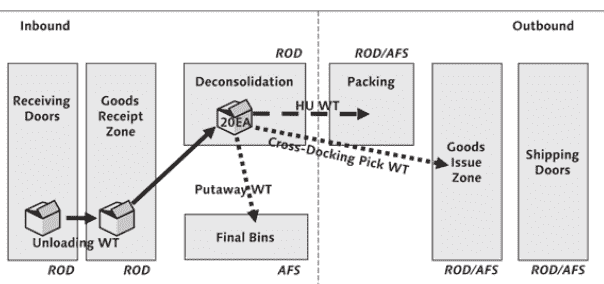 Inbound
Outbound
ROD
ROD/AFS
Receiving
Doors
Goods
Receipt
Zone
Deconsolidation
Packing
HU WT
20EA
Cross-Docking Pick WT
Goods
Issue
Zone
Shipping
Doors
Putaway WT
Unloading WT
Final Bins
ROD
ROD
AFS
ROD/AFS
ROD/AFS